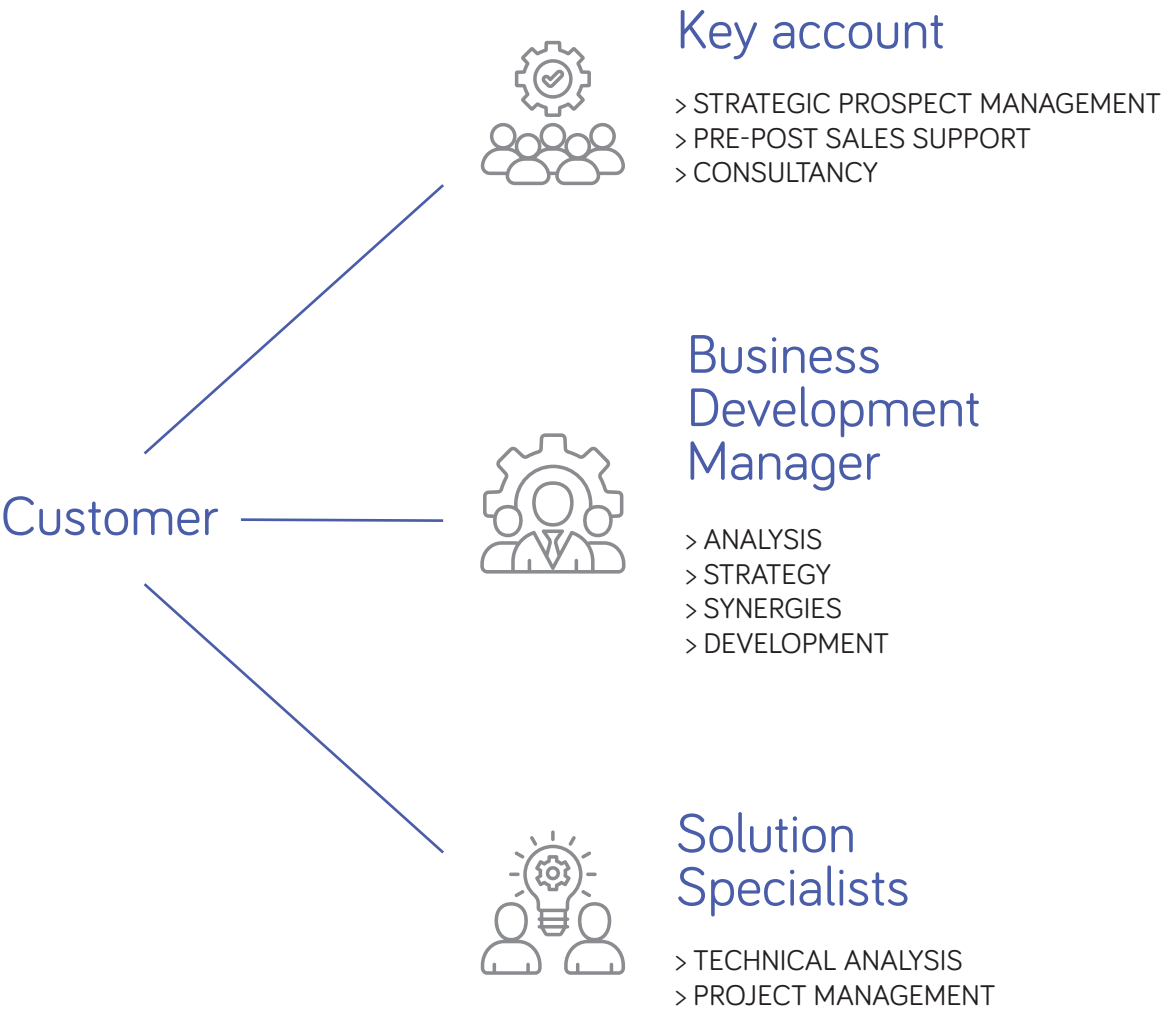 Key account
> STRATEGIC PROSPECT MANAGEMENT
> PRE-POST SALES SUPPORT
> CONSULTANCY
Customer
Business
Development
Manager
> ANALYSIS
> STRATEGY
> SYNERGIES
> DEVELOPMENT
Solution
Specialists
> TECHNICAL ANALYSIS
> PROJECT MANAGEMENT